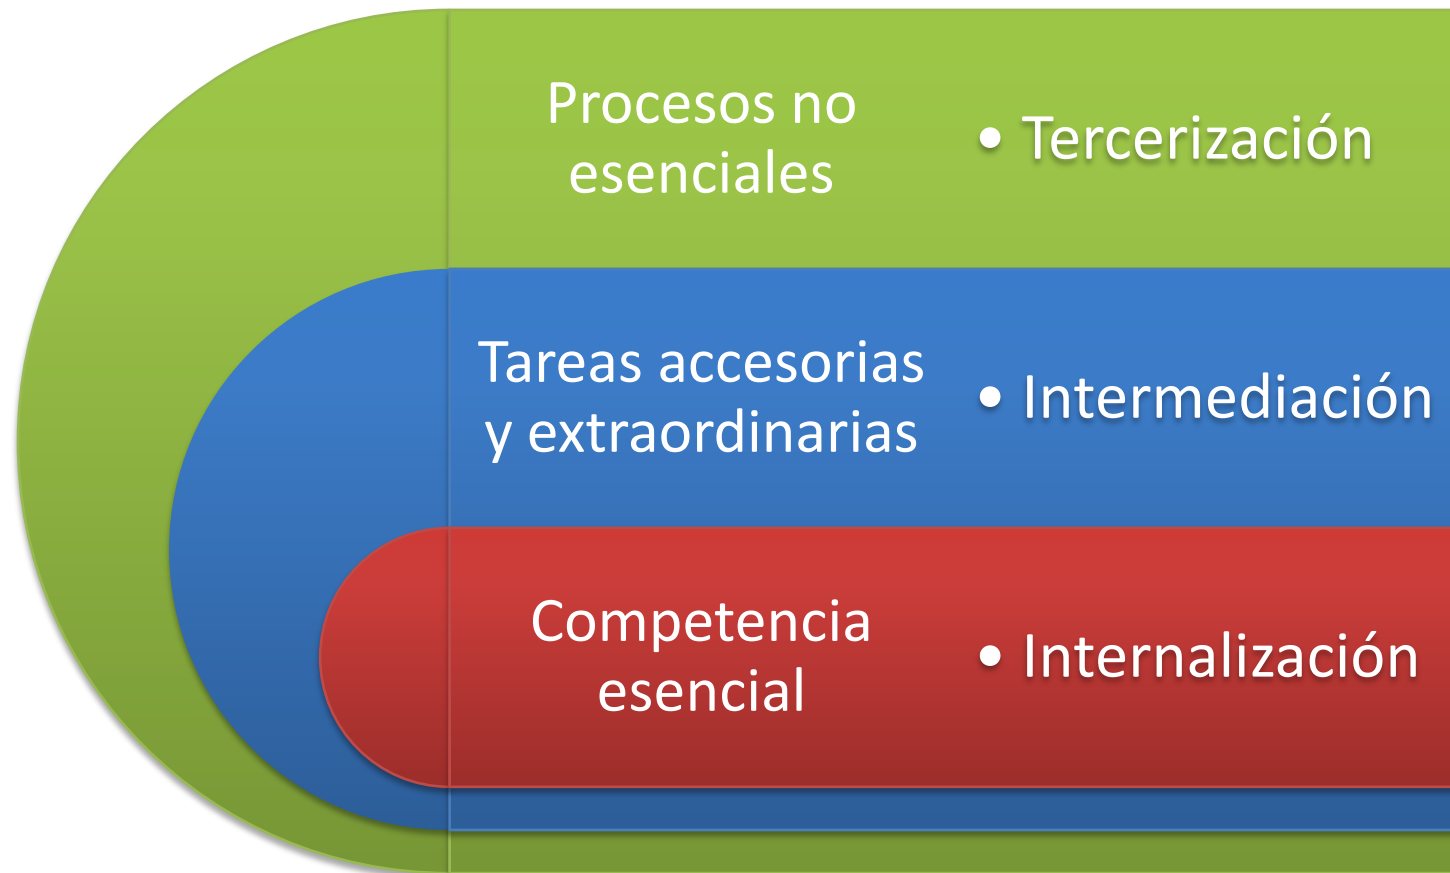 Procesos no
esenciales
• Tercerización
Tareas accesorias
y extraordinarias
• Intermediación
Competencia
esencial
• Internalización